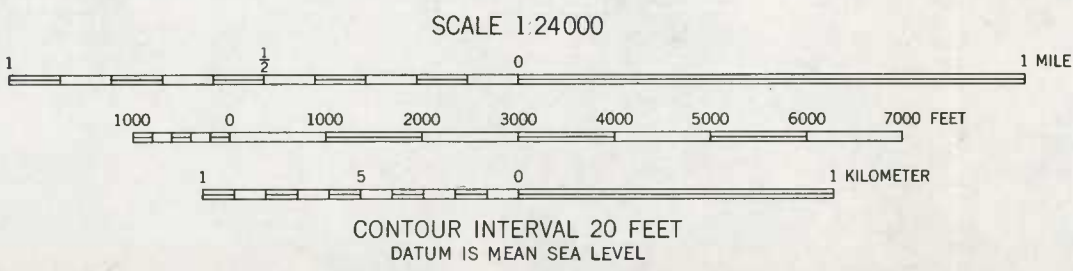 SCALE 1:24000
1 ½ 0 1 MILE
1000 0 1000 2000 3000 4000 5000 6000 7000 FEET
1 5 0 1 KILOMETER
CONTOUR INTERVAL 20 FEET
DATUM IS MEAN SEA LEVEL